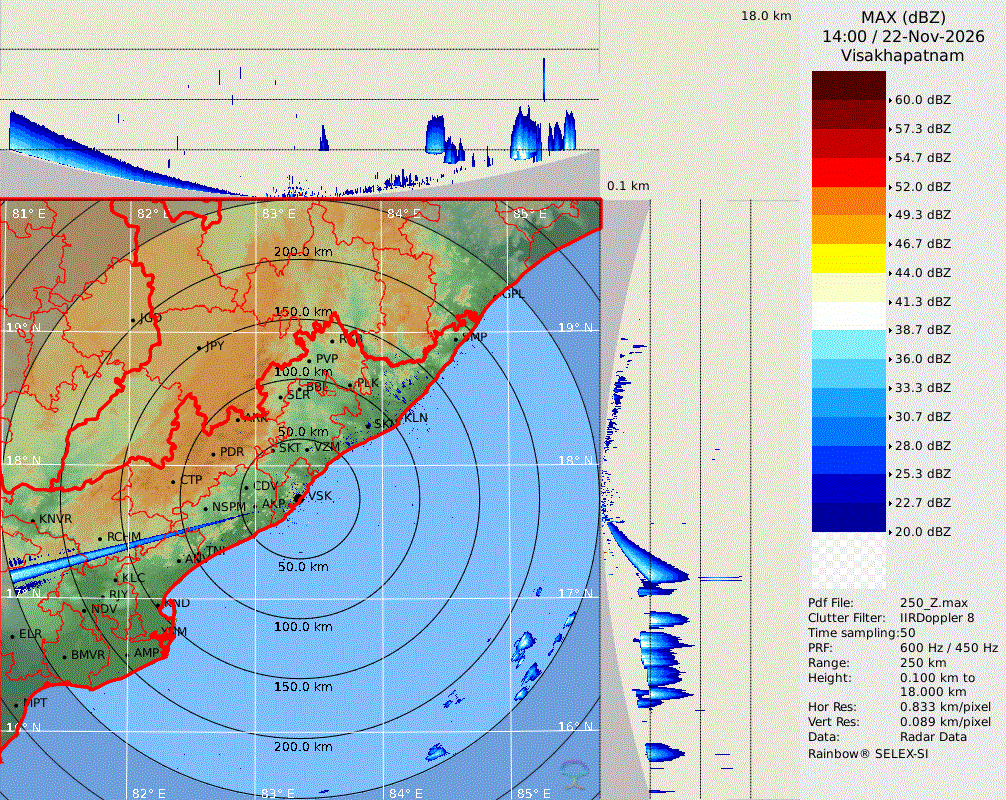 18.0 km
MAX (dBZ)
14:00 / 22-Nov-2026
Visakhapatnam
60.0 dBZ
57.3 dBZ
54.7 dBZ
52.0 dBZ
49.3 dBZ
46.7 dBZ
44.0 dBZ
41.3 dBZ
38.7 dBZ
36.0 dBZ
33.3 dBZ
30.7 dBZ
28.0 dBZ
25.3 dBZ
22.7 dBZ
20.0 dBZ
0.1 km
81° E 82° E 83° E 84° E 85° E
200.0 km
GPL
150.0 km
JGD
19° N 19° N
JPY
PVP
100.0 km
BBL PLK
SLR
KLN
50.0 km
SKT VZM
PDR
18° N 18° N
CTP
CDV
VSK
NSPM AKP
KNVR
RCHM
TNI
50.0 km
KLC
RJY
17° N 17° N
KND
NDV
100.0 km
ELR
BMVR AMP
150.0 km
MPT
16° N 16° N
200.0 km
82° E 83° E 84° E 85° E
Pdf File: 250_Z.max
Clutter Filter: IIRDoppler 8
Time sampling:50
PRF: 600 Hz / 450 Hz
Range: 250 km
Height: 0.100 km to
18.000 km
Hor Res: 0.833 km/pixel
Vert Res: 0.089 km/pixel
Data: Radar Data
Rainbow® SELEX-SI